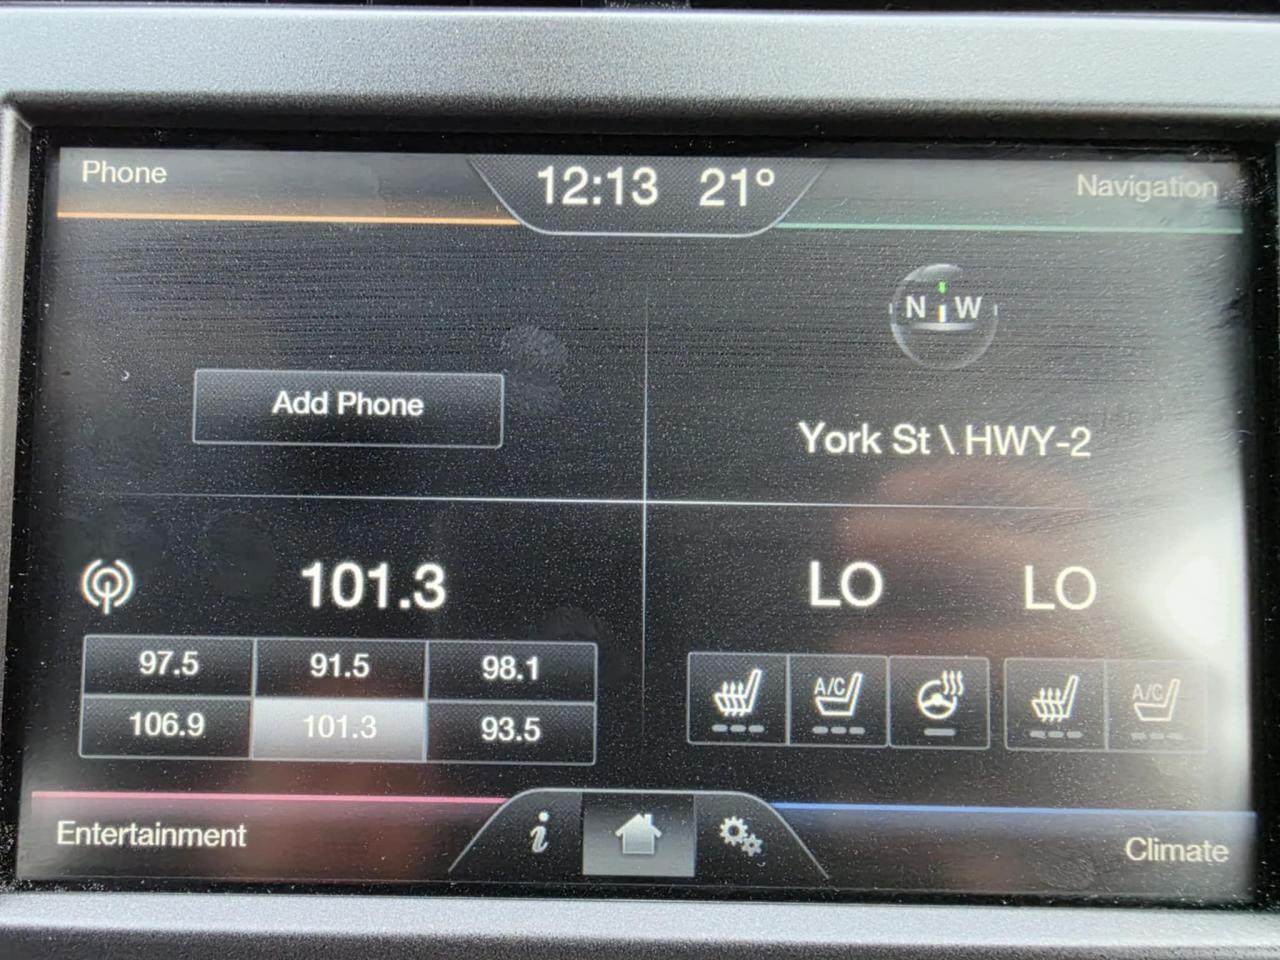 Phone
12:13 21°
Navigation
N W
Add Phone
York St \ HWY-2
101.3
LO LO
97.5 91.5 98.1
106.9 101.3 93.5
A/C A/C
Entertainment
i
Climate